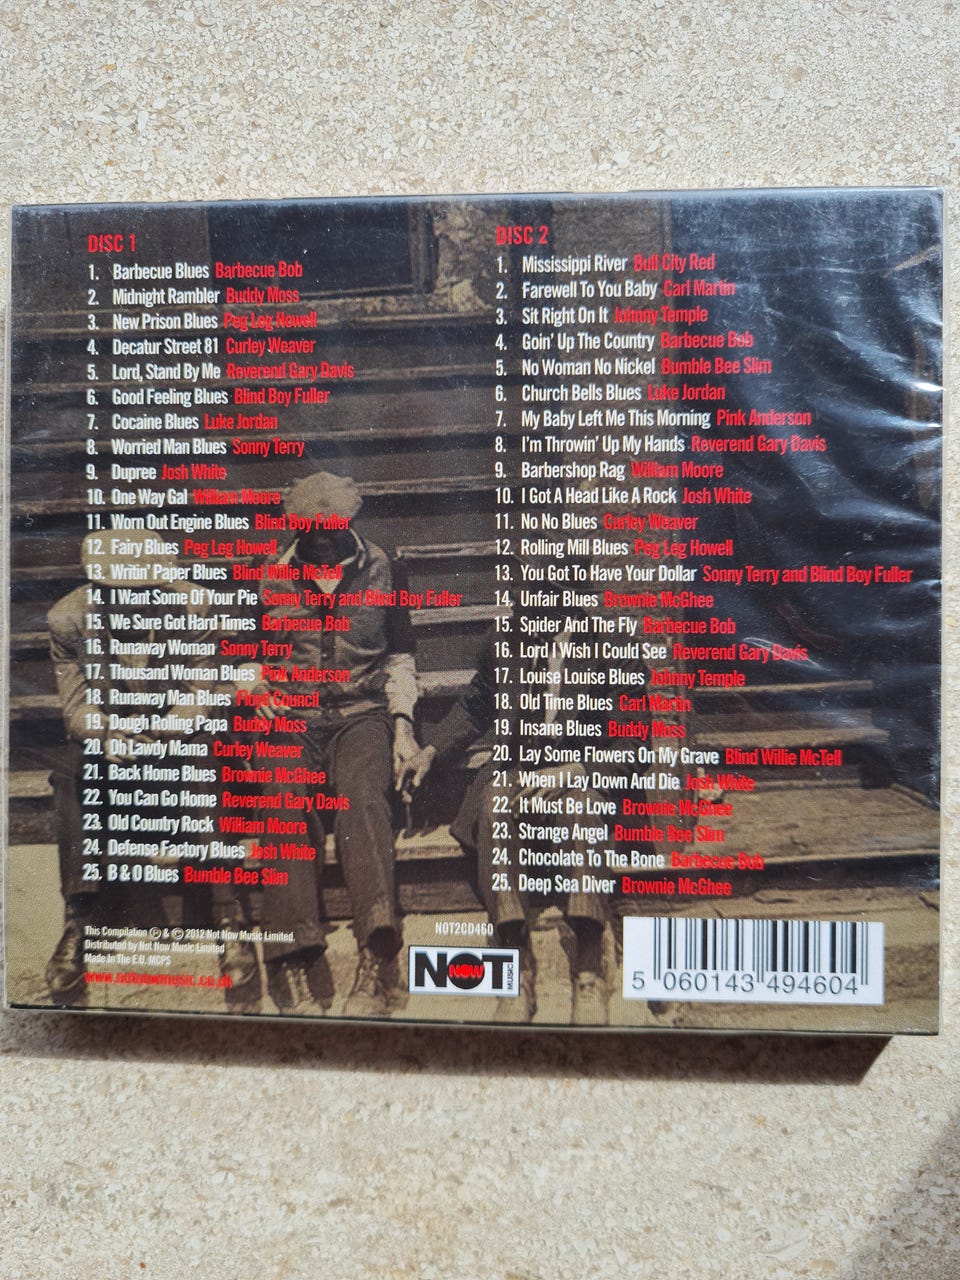 DISC 1
1. Barbecue Blues Barbecue Bob
2. Midnight Rambler Buddy Moss
3. New Prison Blues Peg Leg Howell
4. Decatur Street 81 Curley Weaver
5. Lord, Stand By Me Reverend Gary Davis
6. Good Feeling Blues Blind Boy Fuller
7. Cocaine Blues Luke Jordan
8. Worried Man Blues Sonny Terry
9. Dupree Josh White
10. One Way Gal William Moore
11. Worn Out Engine Blues Blind Boy Fuller
12. Fairy Blues Peg Leg Howell
13. Writin' Paper Blues Blind Willie McTell
14. I Want Some Of Your Pie Sonny Terry and Blind Boy Fuller
15. We Sure Got Hard Times Barbecue Bob
16. Runaway Woman Sonny Terry
17. Thousand Woman Blues Pink Anderson
18. Runaway Man Blues Floyd Council
19. Dough Rolling Papa Buddy Moss
20. Oh Lawdy Mama Curley Weaver
21. Back Home Blues Brownie McGhee
22. You Can Go Home Reverend Gary Davis
23. Old Country Rock William Moore
24. Defense Factory Blues Josh White
25. B & O Blues Bumble Bee Slim
DISC 2
1. Mississippi River Bull City Red
2. Farewell To You Baby Carl Martin
3. Sit Right On It Johnny Temple
4. Goin' Up The Country Barbecue Bob
5. No Woman No Nickel Bumble Bee Slim
6. Church Bells Blues Luke Jordan
7. My Baby Left Me This Morning Pink Anderson
8. I'm Throwin' Up My Hands Reverend Gary Davis
9. Barbershop Rag William Moore
10. I Got A Head Like A Rock Josh White
11. No No Blues Curley Weaver
12. Rolling Mill Blues Peg Leg Howell
13. You Got To Have Your Dollar Sonny Terry and Blind Boy Fuller
14. Unfair Blues Brownie McGhee
15. Spider And The Fly Barbecue Bob
16. Lord I Wish I Could See Reverend Gary Davis
17. Louise Louise Blues Johnny Temple
18. Old Time Blues Carl Martin
19. Insane Blues Buddy Moss
20. Lay Some Flowers On My Grave Blind Willie McTell
21. When I Lay Down And Die Josh White
22. It Must Be Love Brownie McGhee
23. Strange Angel Bumble Bee Slim
24. Chocolate To The Bone Barbecue Bob
25. Deep Sea Diver Brownie McGhee
This Compilation ℗ & © 2012 Not Now Music Limited.
Distributed by Not Now Music Limited
Made In The E.U. MCPS
www.notnowmusic.co.uk
NOT2CD460
NOT NOW MUSIC
5 060143 494604